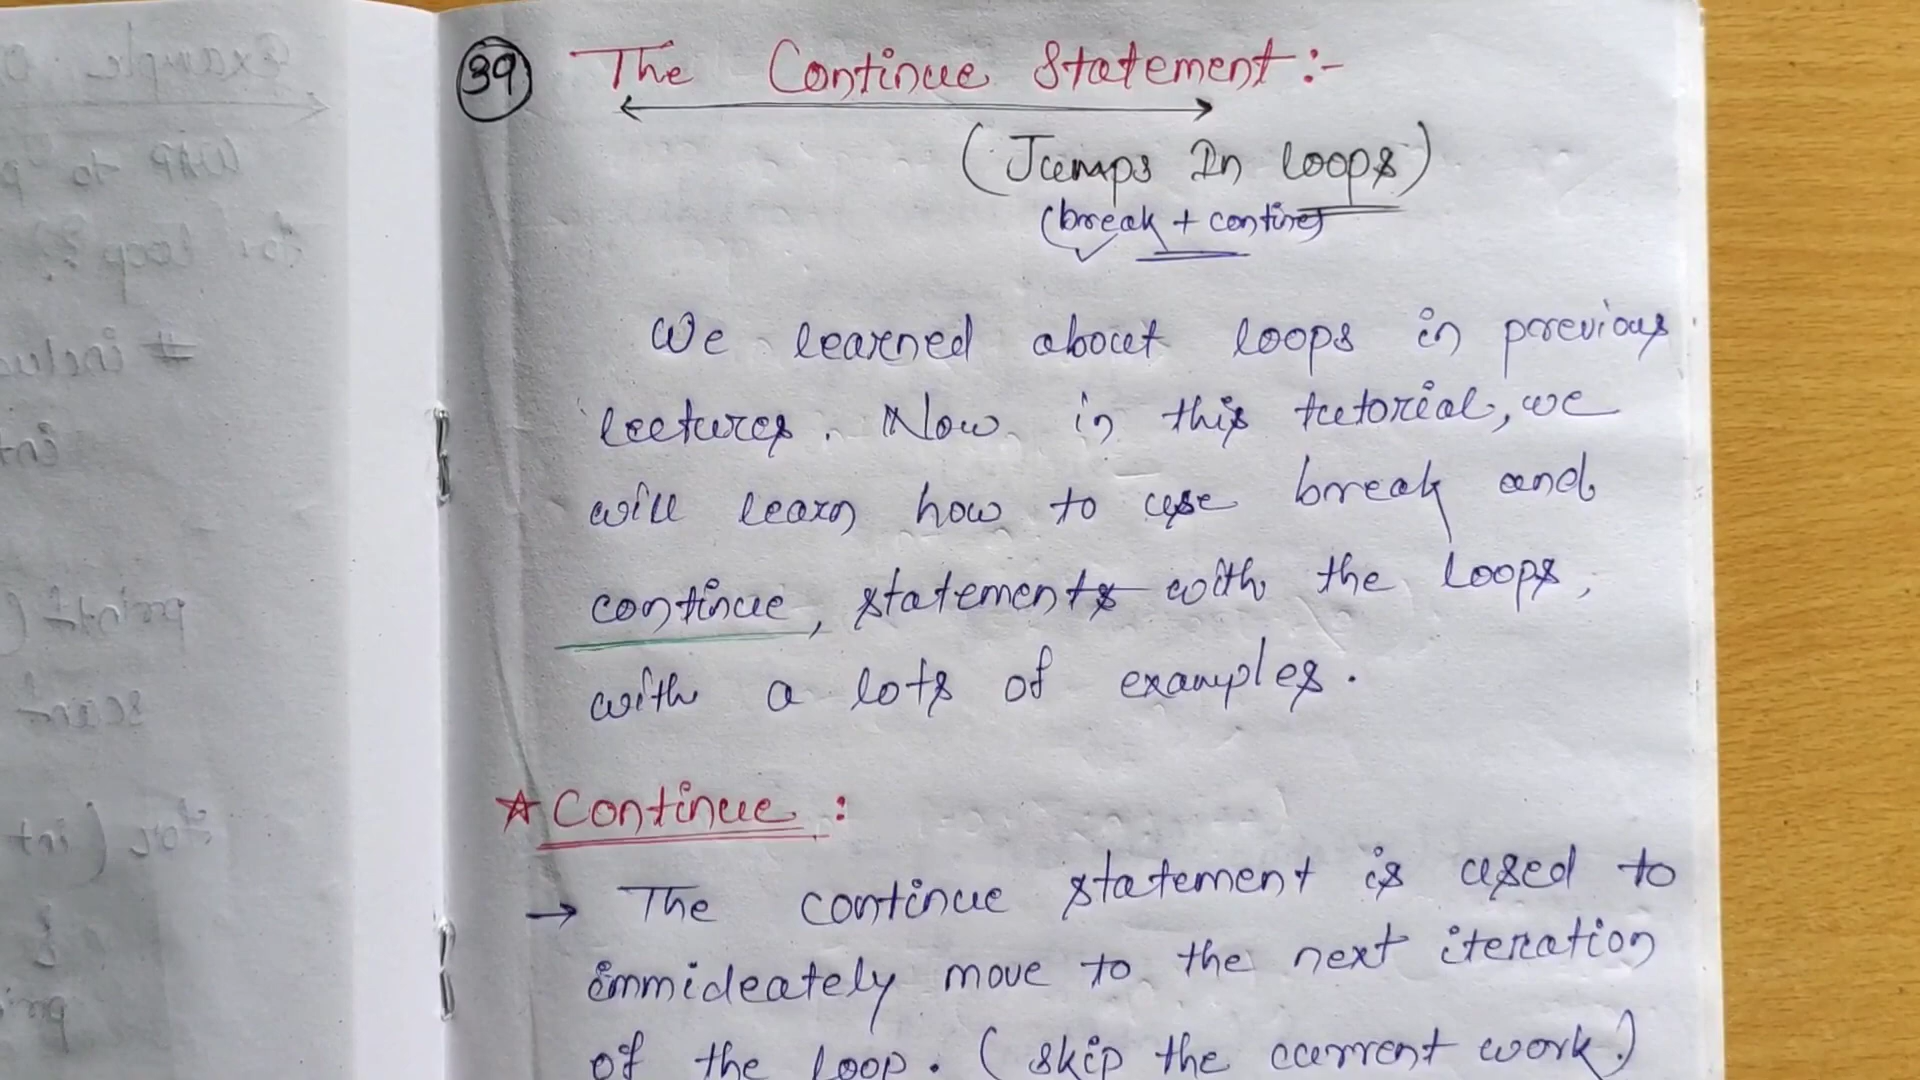 39 The Continue Statement:-
(Jumps In loops)
(break + contine)
We learned about loops in previous
lectures. Now in this tutorial, we
will learn how to use break and
continue, statements with the loops,
with a lots of examples.
☆ Continue :
→ The continue statement is used to
immideately move to the next iteration
of the loop. (skip the current work.)